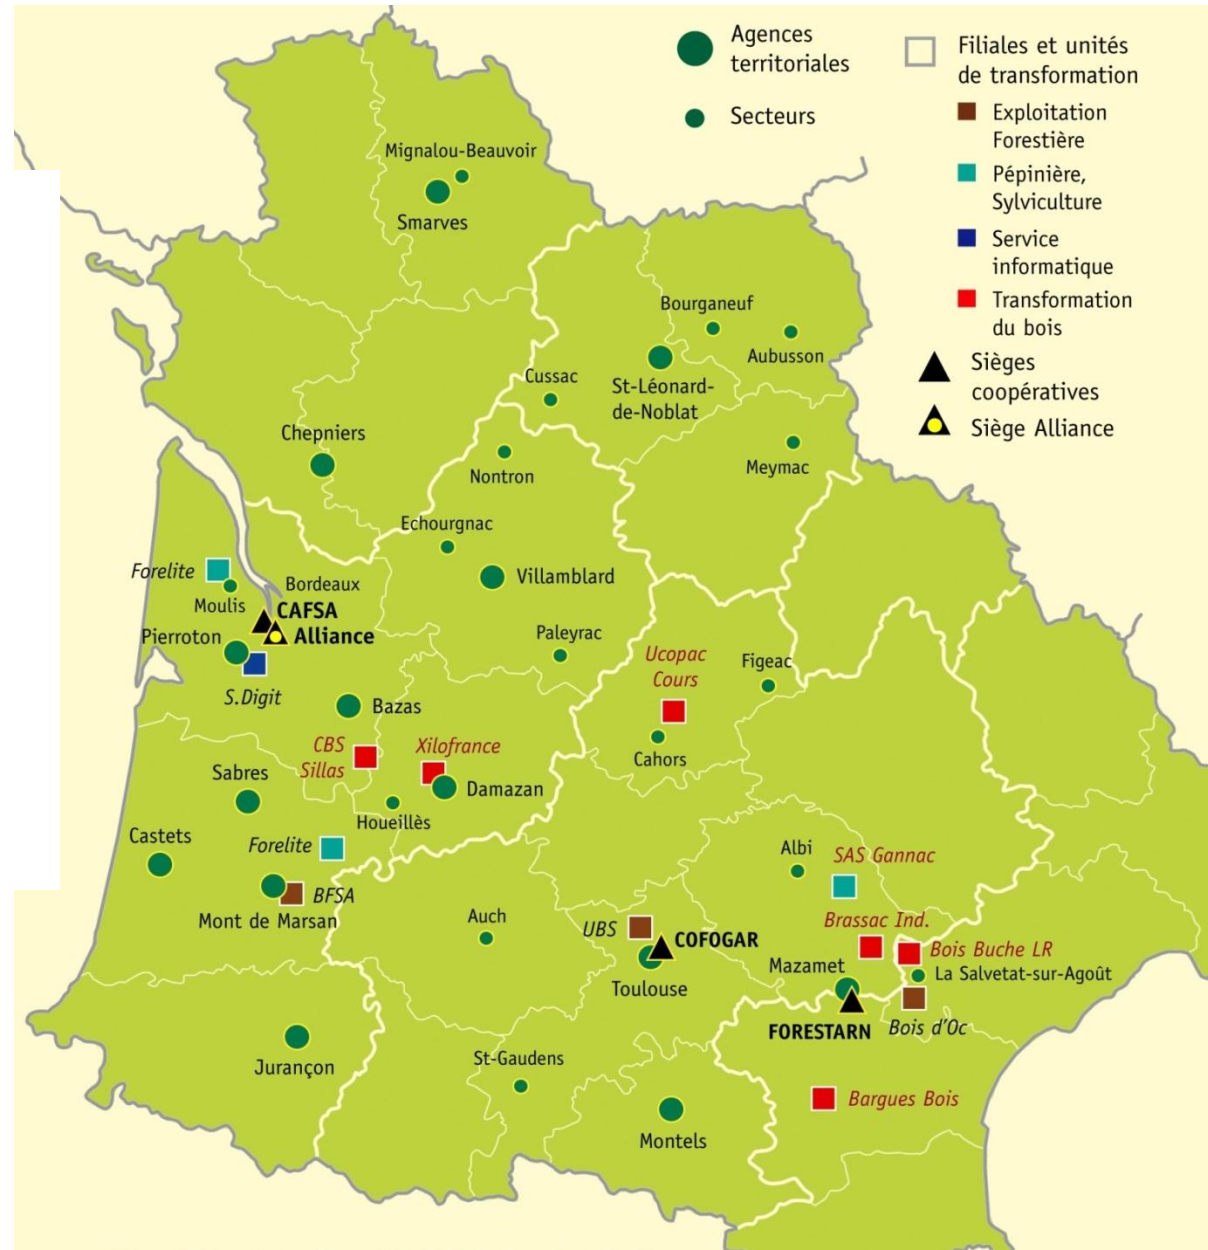 Agences
territoriales
Secteurs
Filiales et unités
de transformation
Exploitation
Forestière
Pépinière,
Sylviculture
Service
informatique
Transformation
du bois
Sièges
coopératives
Siège Alliance
Mignalou-Beauvoir
Smarves
Bourganeuf
Aubusson
Cussac
St-Léonard-
de-Noblat
Chepniers
Nontron
Meymac
Echourgnac
Forelite
Villamblard
Bordeaux
Moulis
CAFSA
Pierroton
Alliance
Paleyrac
Ucopac
Cours
Figeac
S.Digit
Bazas
CBS
Sillas
Xilofrance
Cahors
Sabres
Damazan
Houeillès
Castets
Forelite
Albi
SAS Gannac
BFSA
Mont de Marsan
Auch
UBS
COFOGAR
Brassac Ind.
Bois Buche LR
Mazamet
La Salvetat-sur-Agoût
Toulouse
FORESTARN
Bois d'Oc
Jurançon
St-Gaudens
Bargues Bois
Montels